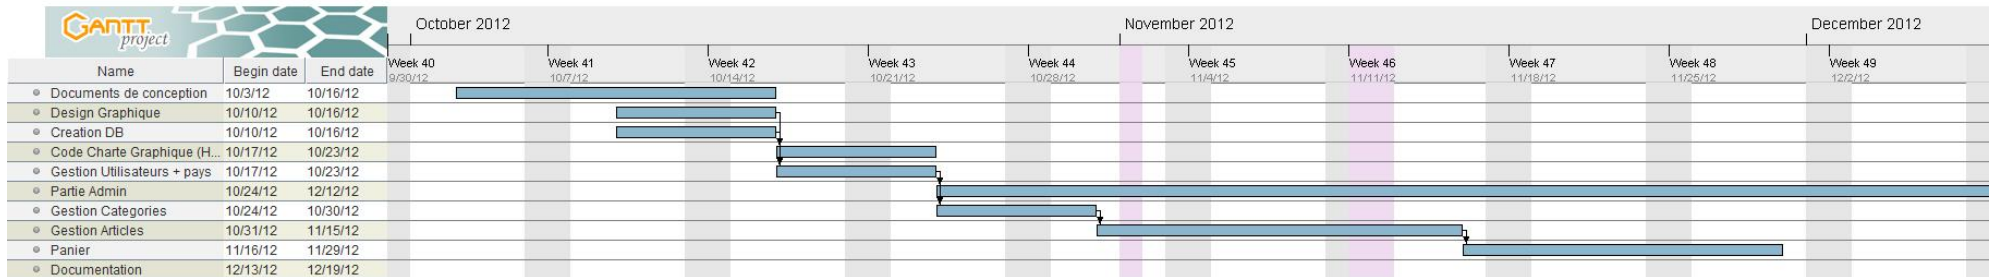 GANTT
project
October 2012 November 2012 December 2012
Week 40 Week 41 Week 42 Week 43 Week 44 Week 45 Week 46 Week 47 Week 48 Week 49
9/30/12 10/7/12 10/14/12 10/21/12 10/28/12 11/4/12 11/11/12 11/18/12 11/25/12 12/2/12
Name Begin date End date
Documents de conception 10/3/12 10/16/12
Design Graphique 10/10/12 10/16/12
Creation DB 10/10/12 10/16/12
Code Charte Graphique (H... 10/17/12 10/23/12
Gestion Utilisateurs + pays 10/17/12 10/23/12
Partie Admin 10/24/12 12/12/12
Gestion Categories 10/24/12 10/30/12
Gestion Articles 10/31/12 11/15/12
Panier 11/16/12 11/29/12
Documentation 12/13/12 12/19/12